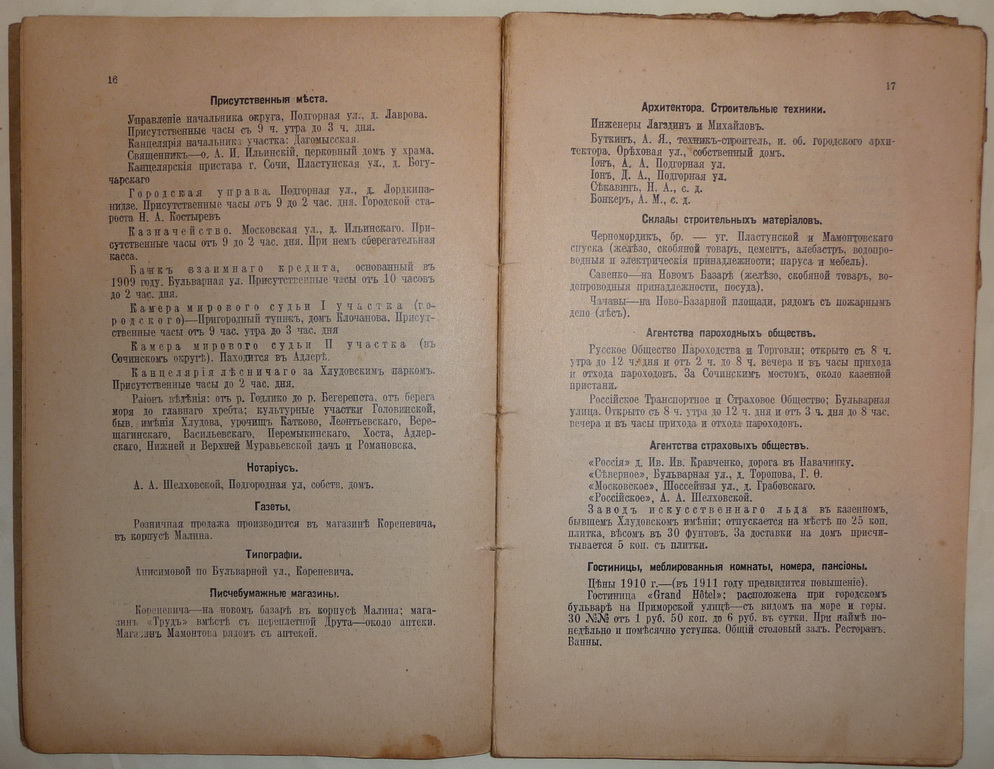 16
Присутственныя мѣста.
Управленіе начальника округа, Подгорная ул., д. Лаврова.
Присутственные часы съ 9 ч. утра до 3 ч. дня.
Канцелярія начальника участка: Дагомысская.
Священникъ—о. А. И. Ильинскій, церковный домъ у храма.
Канцелярскія пристава г. Сочи, Пластунская ул., д. Богу-
чарскаго
Городская управа. Подгорная ул., д. Лордкипа-
нидзе. Присутственные часы отъ 9 до 2 час. дня. Городской ста-
роста Н. А. Костыревъ
Казначейство. Московская ул., д. Ильинскаго. При-
сутственные часы отъ 9 до 2 час. дня. При немъ сберегательная
касса.
Банкъ взаимнаго кредита, основанный въ
1909 году. Бульварная ул. Присутственные часы отъ 10 часовъ
до 2 час. дня.
Камера мирового судьи I участка (го-
родского)—Пригородный тупикъ, домъ Клочанова. Присут-
ственные часы отъ 9 час. утра до 3 час. дня
Камера мирового судьи II участка (въ
Сочинскомъ округѣ). Находится въ Адлерѣ.
Канцелярія лѣсничаго за Хлудовскимъ паркомъ.
Присутственные часы до 2 час. дня.
Раіонъ вѣдѣнія: отъ р. Годлико до р. Бегерепста, отъ берега
моря до главнаго хребта; культурные участки Головинской,
быв. имѣнія Хлудова, урочищъ Катково, Леонтьевскаго, Вере-
щагинскаго, Васильевскаго, Перемыкинскаго, Хоста, Адлер-
скаго, Нижней и Верхней Муравьевской дачъ и Романовска.
Нотаріусъ.
А. А. Шелховской, Подгородная ул, собств. домъ.
Газеты.
Розничная продажа производится въ магазинѣ Кореневича,
въ корпусѣ Малина.
Типографіи.
Анисимовой по Бульварной ул., Кореневича.
Писчебумажные магазины.
Кореневича—на новомъ базарѣ въ корпусѣ Малина; мага-
зинъ «Трудъ» вмѣстѣ съ переплетной Друта—около аптеки.
Магазинъ Мамонтова рядомъ съ аптекой.
17
Архитектора. Строительные техники.
Инженеры Лагздинъ и Михайловъ.
Буткинъ, А. Я., техникъ-строитель, и. об. городского архи-
тектора. Орѣховая ул., собственный домъ.
Іонъ, А. А. Подгорная ул.
Іонъ, Д. А., Подгорная ул.
Сѣкавинъ, Н. А., с. д.
Бонкеръ, А. М., с. д.
Склады строительныхъ матеріаловъ.
Черномордикъ, бр. — уг. Пластунской и Мамонтовскаго
спуска (желѣзо, скобяной товаръ, цементъ, алебастръ, водопро-
водныя и электрическія принадлежности; паруса и мебель).
Савенко—на Новомъ Базарѣ (желѣзо, скобяной товаръ, во-
допроводныя принадлежности, посуда).
Чачавы—на Ново-Базарной площади, рядомъ съ пожарнымъ
депо (лѣсъ).
Агентства пароходныхъ обществъ.
Русское Общество Пароходства и Торговли; открыто съ 8 ч.
утра до 12 ч. дня и отъ 2 ч. до 8 ч. вечера и въ часы прихода
и отхода пароходовъ. За Сочинскимъ мостомъ, около казенной
пристани.
Россійское Транспортное и Страховое Общество; Бульварная
улица. Открыто съ 8 ч. утра до 12 ч. дня и отъ 3 ч. дня до 8 час.
вечера и въ часы прихода и отхода пароходовъ.
Агентства страховыхъ обществъ.
«Россія» д. Ив. Ив. Кравченко, дорога въ Навачинку.
«Сѣверное», Бульварная ул., д. Торопова, Г. Ѳ.
«Московское», Шоссейная ул., д. Грабовскаго.
«Россійское», А. А. Шелховской.
Заводъ искусственнаго льда въ казенномъ,
бывшемъ Хлудовскомъ имѣніи; отпускается на мѣстѣ по 25 коп.
плитка, вѣсомъ въ 30 фунтовъ. За доставки на домъ присчи-
тывается 5 коп. съ плитки.
Гостиницы, меблированныя комнаты, номера, пансіоны.
Цѣны 1910 г.—(въ 1911 году предвидится повышеніе).
Гостиница «Grand Hôtel»; расположена при городскомъ
бульварѣ на Приморской улицѣ—съ видомъ на море и горы.
30 №№ отъ 1 руб. 50 коп. до 6 руб. въ сутки. При наймѣ по-
недѣльно и помѣсячно уступка. Общій столовый залъ. Ресторанъ.
Ванны.